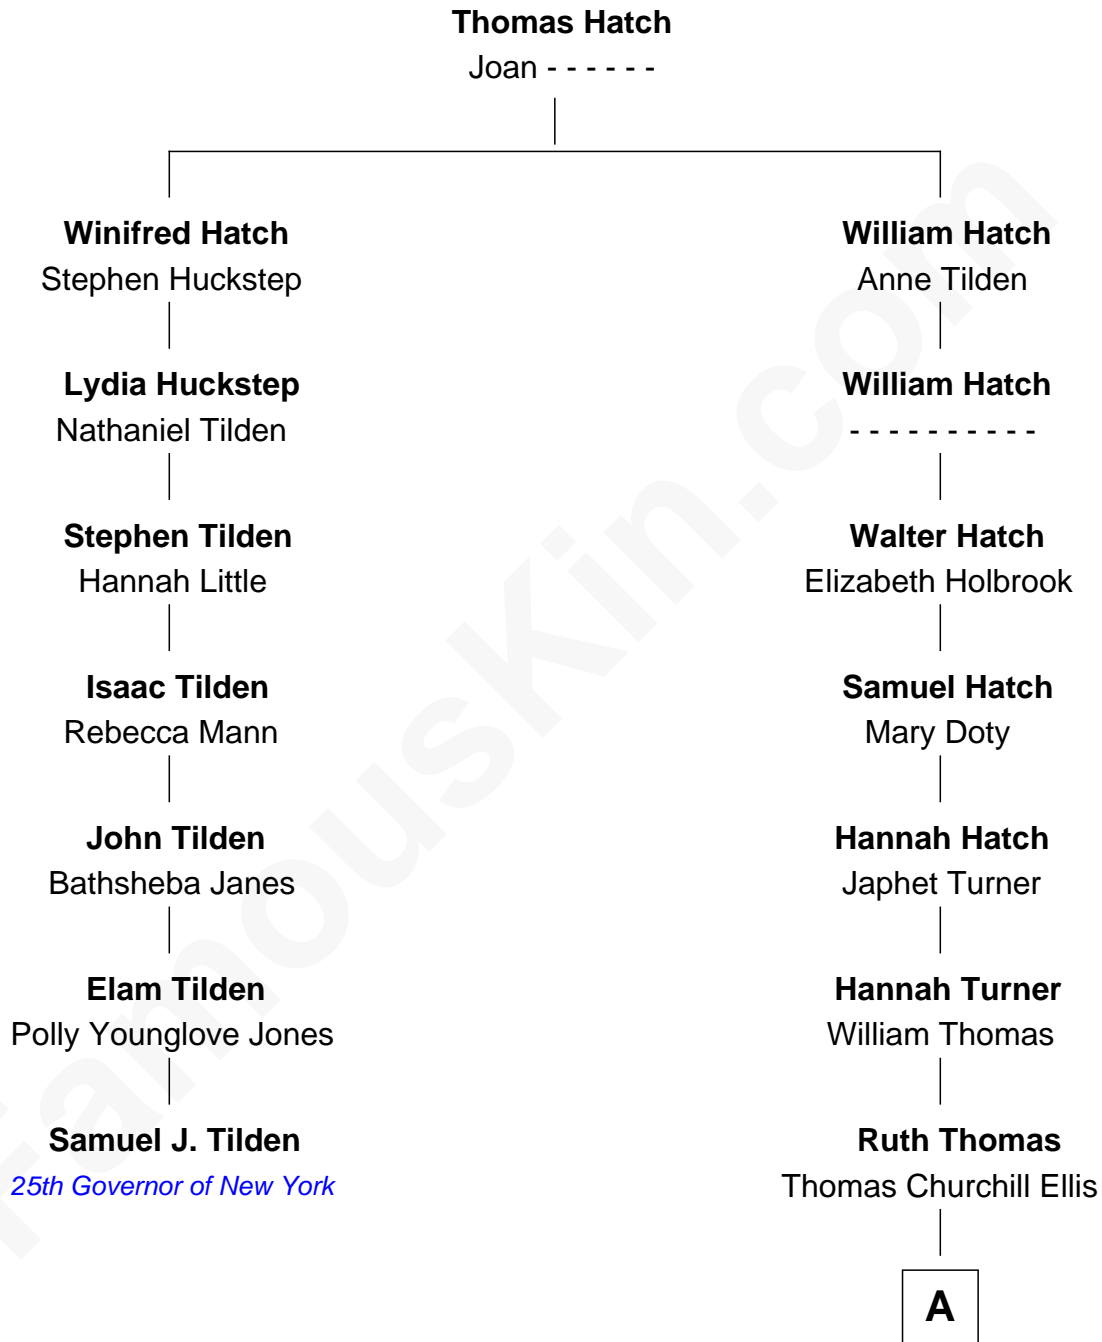 Thomas Hatch
Joan - - - - - -
Winifred Hatch
Stephen Huckstep
William Hatch
Anne Tilden
Lydia Huckstep
Nathaniel Tilden
William Hatch
- - - - - - - - - -
Stephen Tilden
Hannah Little
Walter Hatch
Elizabeth Holbrook
Isaac Tilden
Rebecca Mann
Samuel Hatch
Mary Doty
John Tilden
Bathsheba Janes
Hannah Hatch
Japhet Turner
Elam Tilden
Polly Younglove Jones
Hannah Turner
William Thomas
Samuel J. Tilden
25th Governor of New York
Ruth Thomas
Thomas Churchill Ellis
A
FamousKin.com